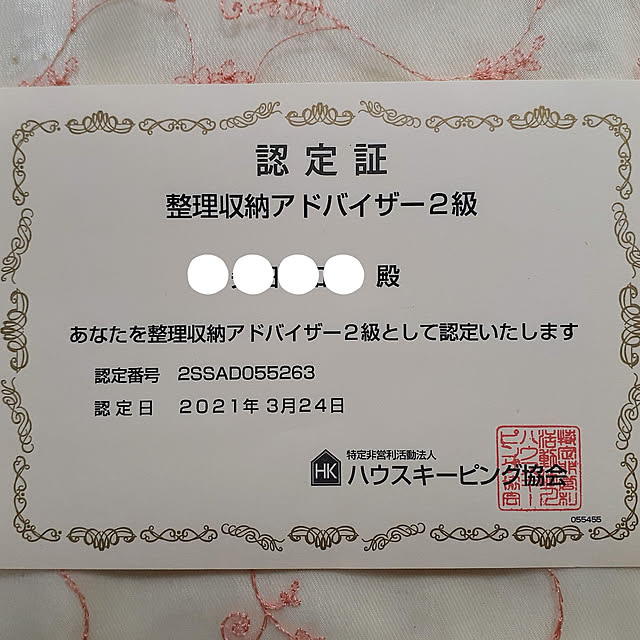 認定証
整理収納アドバイザー2級
殿
あなたを整理収納アドバイザー2級として認定いたします
認定番号 2SSAD055263
認定日 2021年3月24日
HK
特定非営利活動法人
ハウスキーピング協会
055455